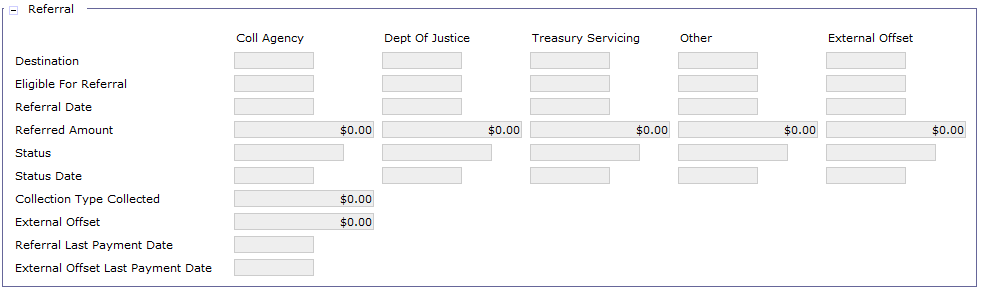 Referral
Coll Agency Dept Of Justice Treasury Servicing Other External Offset
Destination
Eligible For Referral
Referral Date
Referred Amount $0.00 $0.00 $0.00 $0.00 $0.00
Status
Status Date
Collection Type Collected $0.00
External Offset $0.00
Referral Last Payment Date
External Offset Last Payment Date